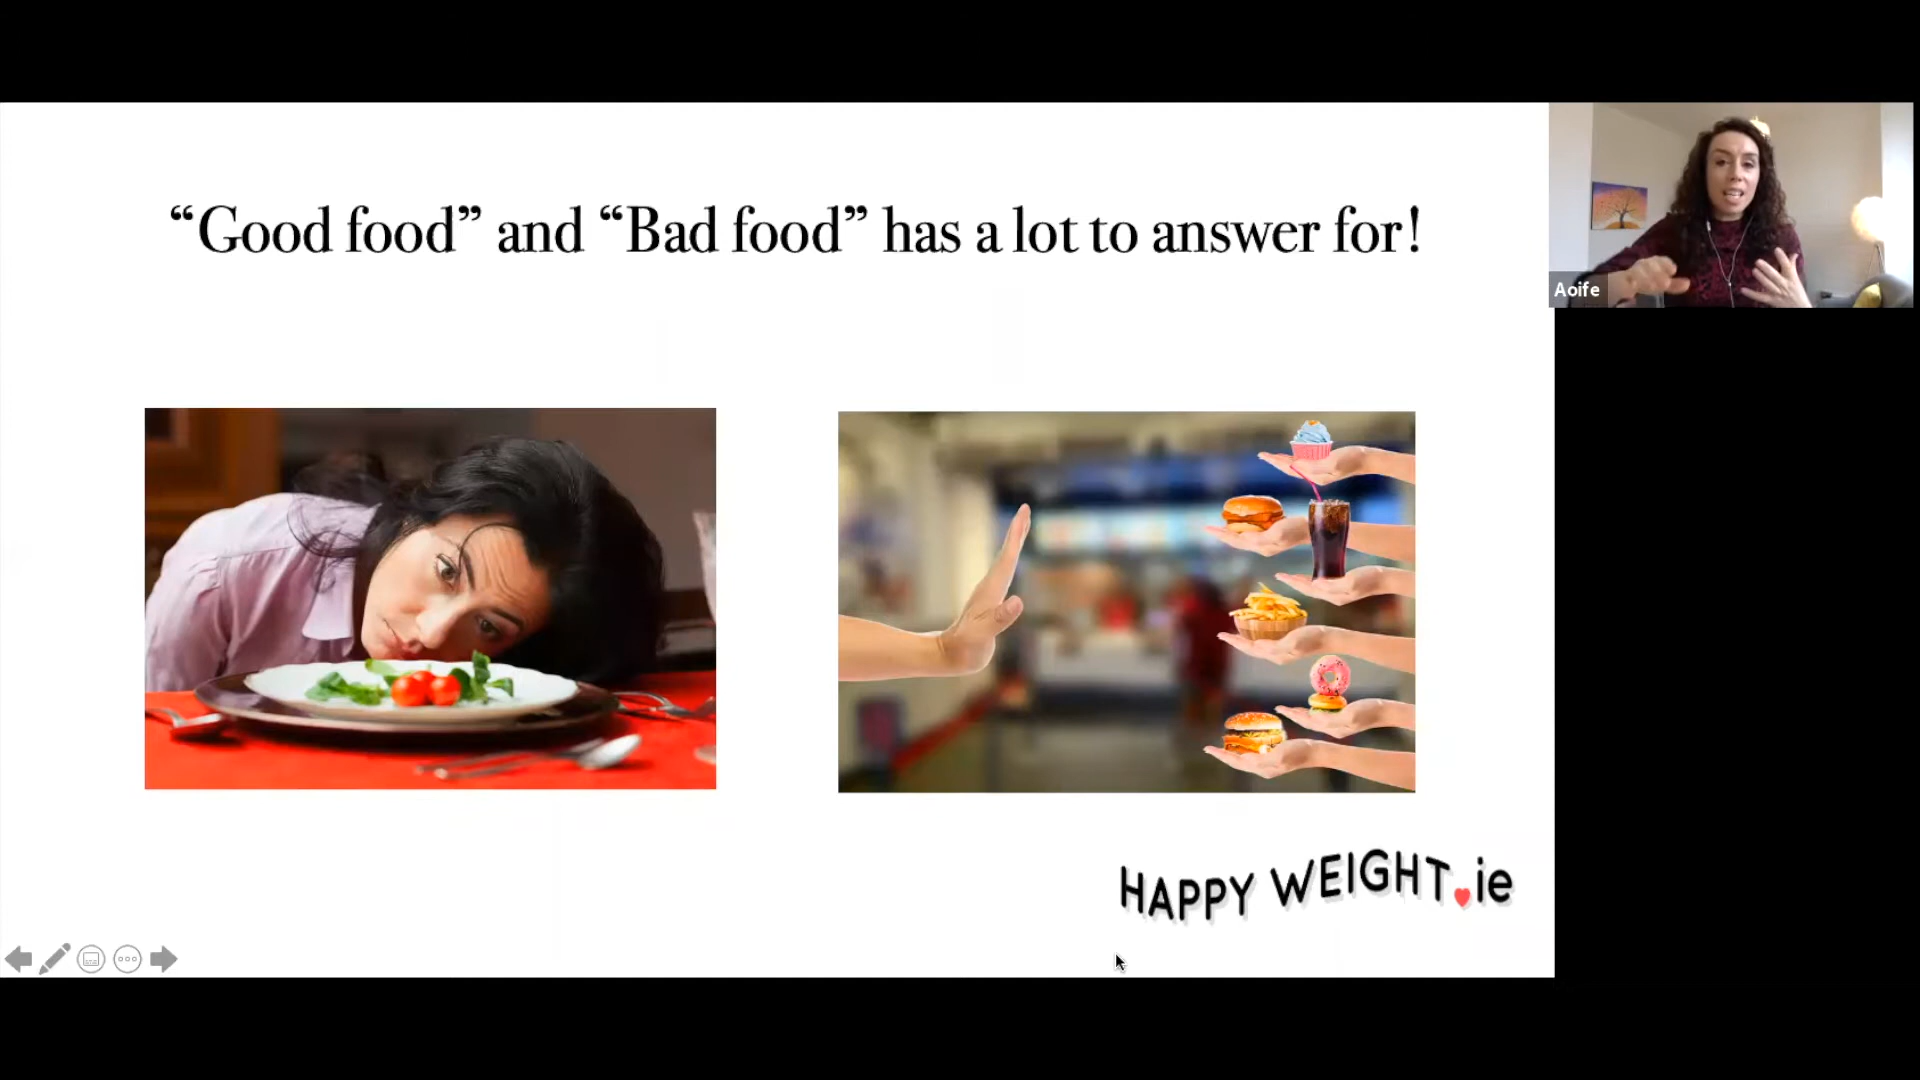 “Good food” and “Bad food” has a lot to answer for!
Aoife
HAPPY WEIGHT.ie